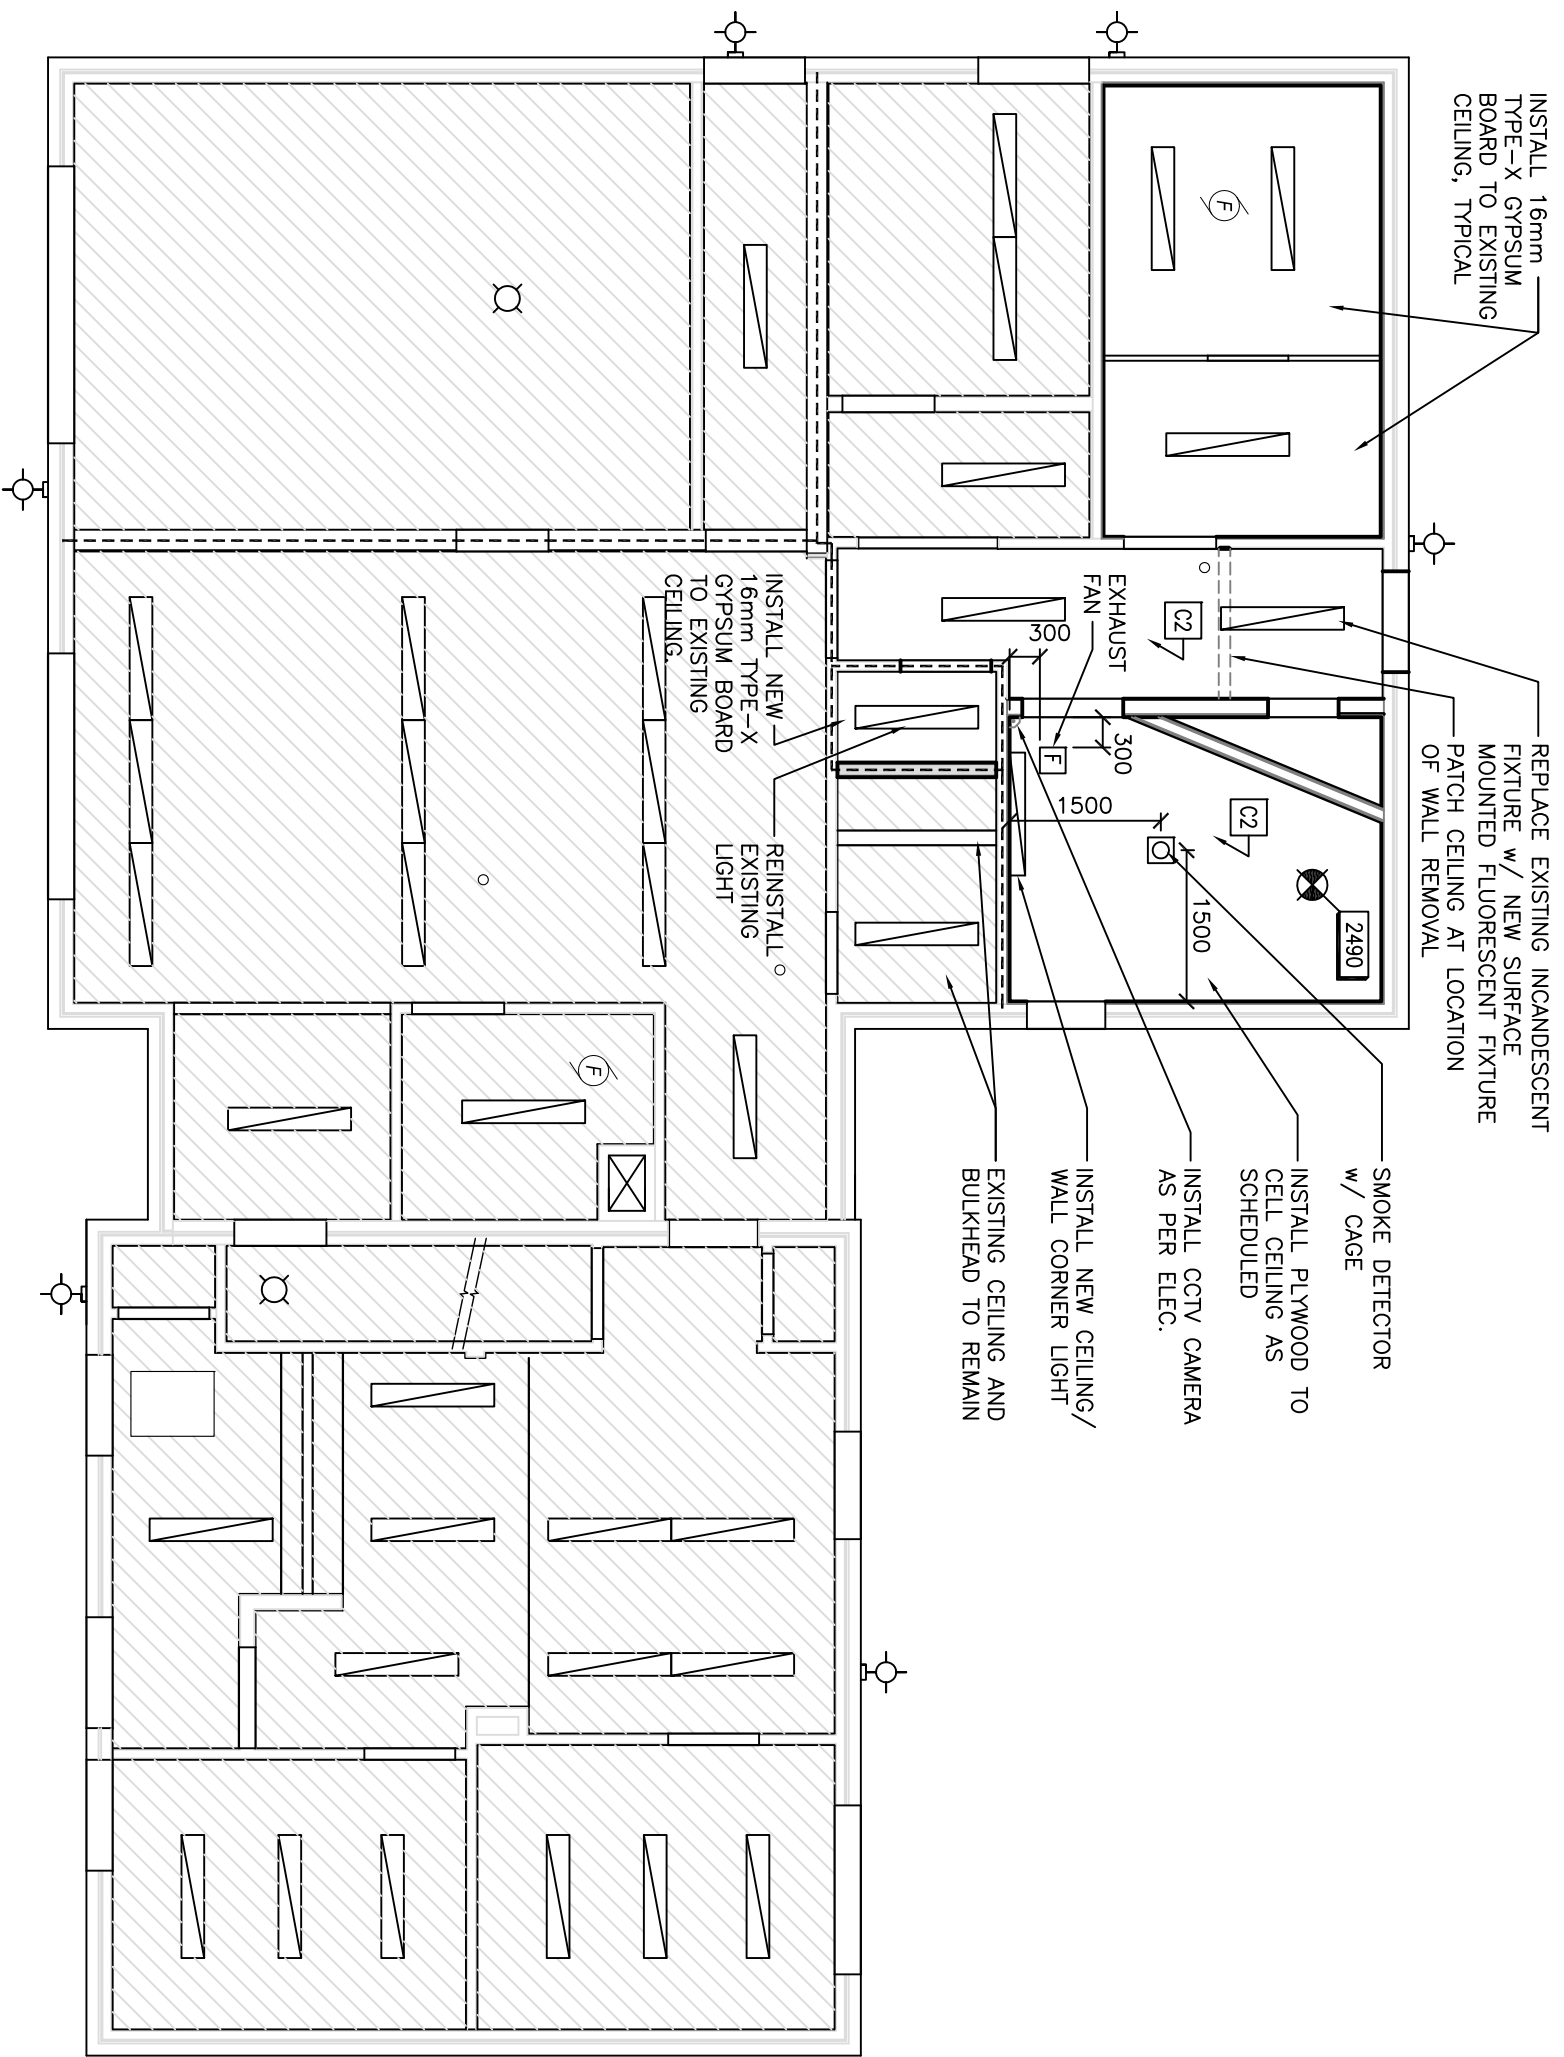 INSTALL 16mm
TYPE-X GYPSUM
BOARD TO EXISTING
CEILING, TYPICAL
REPLACE EXISTING INCANDESCENT
FIXTURE w/ NEW SURFACE
MOUNTED FLUORESCENT FIXTURE
PATCH CEILING AT LOCATION
OF WALL REMOVAL
SMOKE DETECTOR
w/ CAGE
INSTALL PLYWOOD TO
CELL CEILING AS
SCHEDULED
INSTALL CCTV CAMERA
AS PER ELEC.
INSTALL NEW CEILING/
WALL CORNER LIGHT
EXISTING CEILING AND
BULKHEAD TO REMAIN
EXHAUST
FAN
300
300
1500
1500
C2
C2
2490
F
F
F
INSTALL NEW
16mm TYPE-X
GYPSUM BOARD
TO EXISTING
CEILING.
REINSTALL
EXISTING
LIGHT